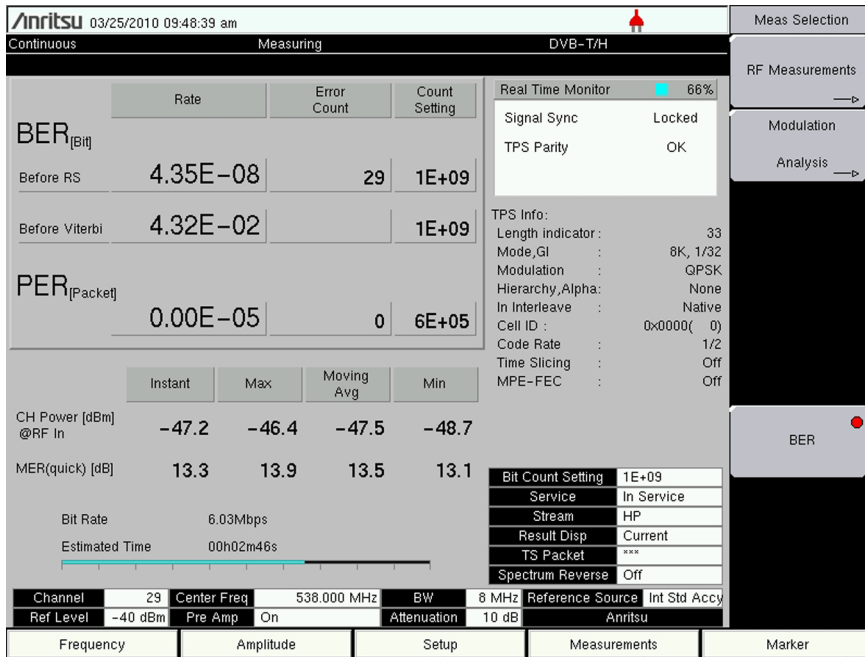 Anritsu 03/25/2010 09:48:39 am
Meas Selection
Continuous Measuring DVB-T/H
RF Measurements
Modulation
Analysis
BER
Rate Error Count Count Setting
BER[Bit]
Before RS 4.35E-08 29 1E+09
Before Viterbi 4.32E-02 1E+09
PER[Packet]
0.00E-05 0 6E+05
Real Time Monitor 66%
Signal Sync Locked
TPS Parity OK
TPS Info:
Length indicator : 33
Mode,GI : 8K, 1/32
Modulation : QPSK
Hierarchy,Alpha: None
In Interleave : Native
Cell ID : 0x0000( 0)
Code Rate : 1/2
Time Slicing : Off
MPE-FEC : Off
Instant Max Moving Avg Min
CH Power [dBm] @RF In -47.2 -46.4 -47.5 -48.7
MER(quick) [dB] 13.3 13.9 13.5 13.1
Bit Rate 6.03Mbps
Estimated Time 00h02m46s
Bit Count Setting 1E+09
Service In Service
Stream HP
Result Disp Current
TS Packet ***
Spectrum Reverse Off
Channel 29 Center Freq 538.000 MHz BW 8 MHz Reference Source Int Std Accy
Ref Level -40 dBm Pre Amp On Attenuation 10 dB Anritsu
Frequency Amplitude Setup Measurements Marker